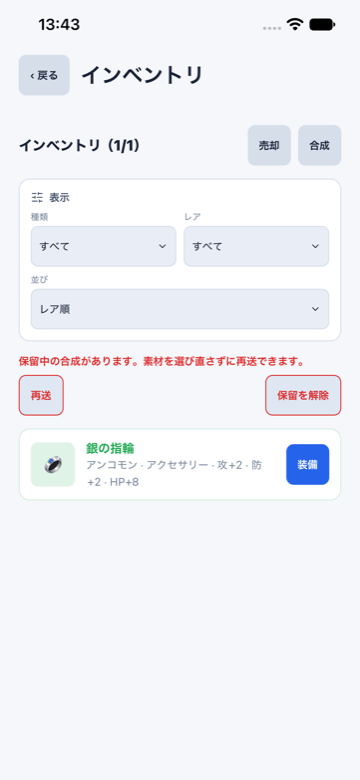 13:43
‹ 戻る
インベントリ
インベントリ（1/1）
売却
合成
表示
種類
レア
すべて
すべて
並び
レア順
保留中の合成があります。素材を選び直さずに再送できます。
再送
保留を解除
銀の指輪
アンコモン · アクセサリー · 攻+2 · 防
+2 · HP+8
装備